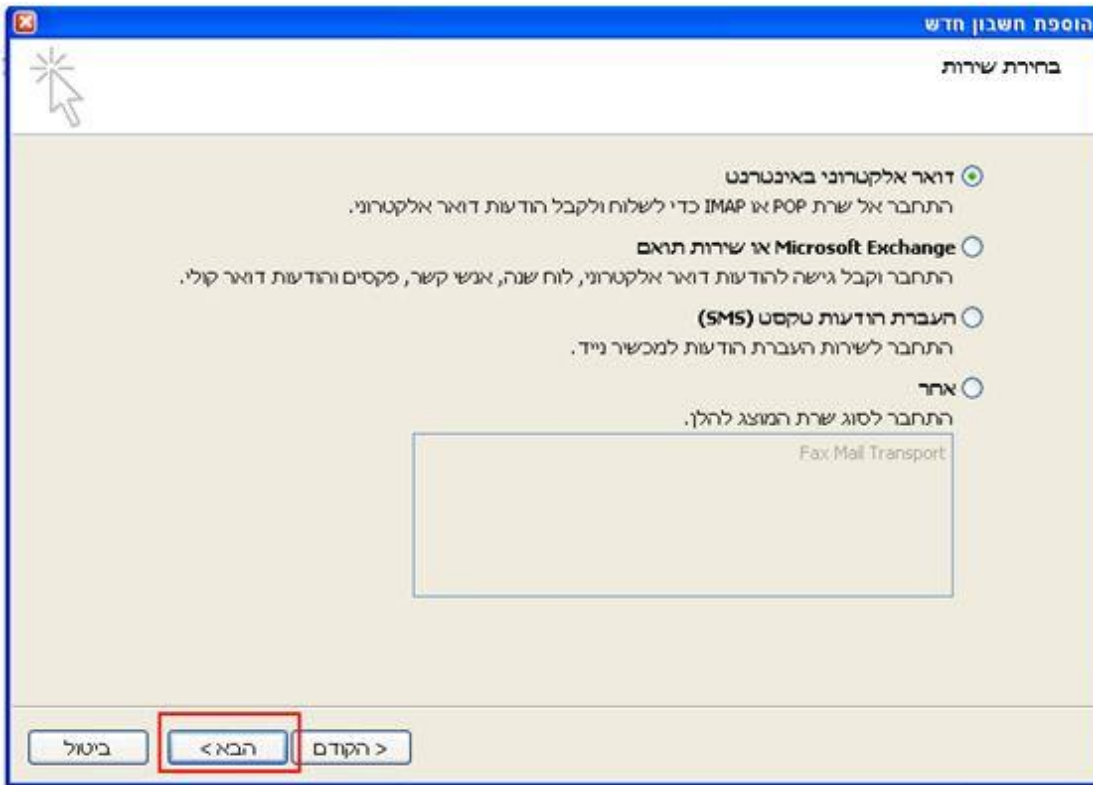 הוספת חשבון חדש
בחירת שירות
דואר אלקטרוני באינטרנט
התחבר אל שרת POP או IMAP כדי לשלוח ולקבל הודעות דואר אלקטרוני.
Microsoft Exchange או שירות תואם
התחבר וקבל גישה להודעות דואר אלקטרוני, לוח שנה, אנשי קשר, פקסים והודעות דואר קולי.
העברת הודעות טקסט (SMS)
התחבר לשירות העברת הודעות למכשיר נייד.
אחר
התחבר לסוג שרת המוצג להלן.
Fax Mail Transport
< הקודם הבא > ביטול